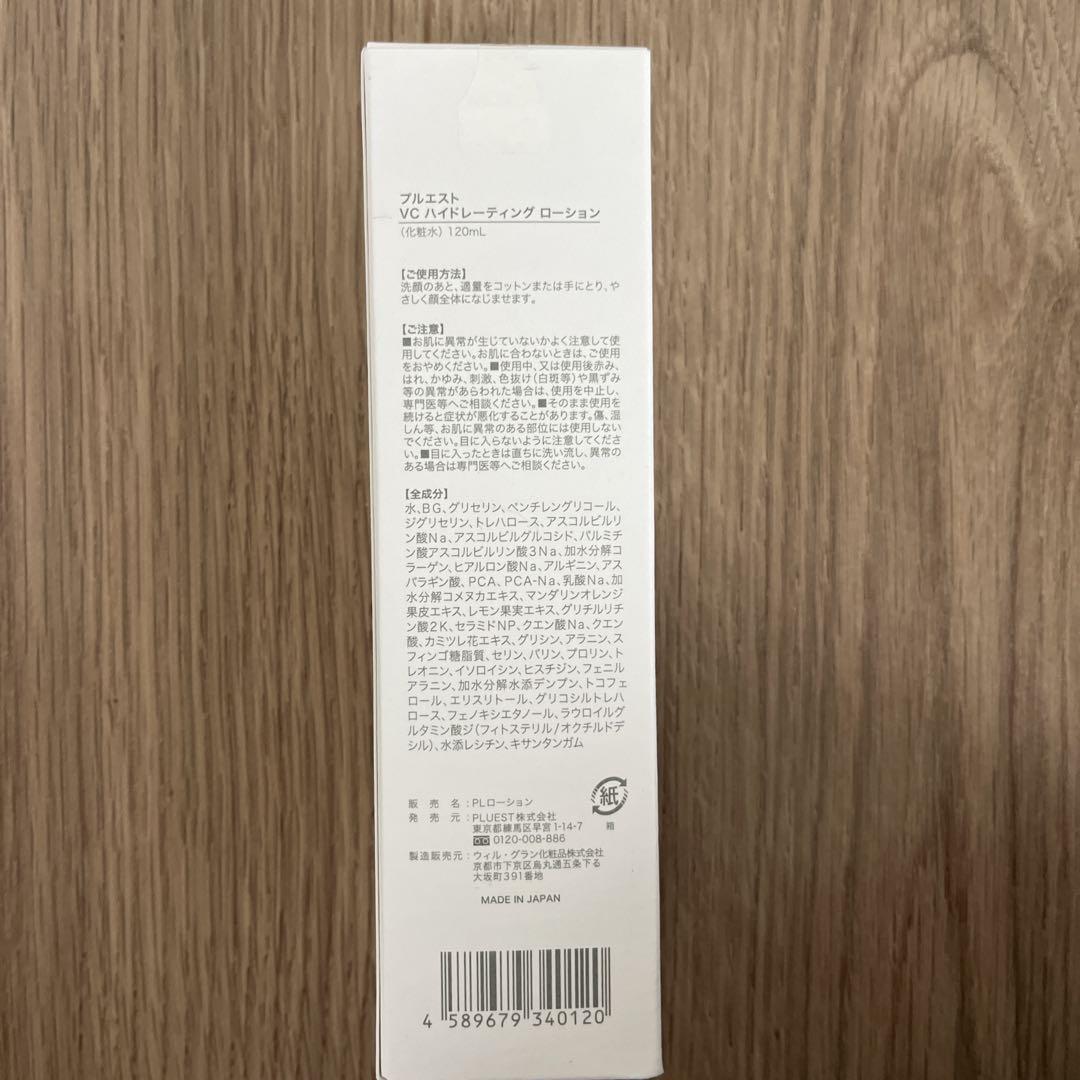 プルエスト
VC ハイドレーティング ローション
(化粧水) 120mL
【ご使用方法】
洗顔のあと、適量をコットンまたは手にとり、や
さしく顔全体になじませます。
【ご注意】
■お肌に異常が生じていないかよく注意して使
用してください。お肌に合わないときは、ご使用
をおやめください。■使用中、又は使用後赤み、
はれ、かゆみ、刺激、色抜け(白斑等)や黒ずみ
等の異常があらわれた場合は、使用を中止し、
専門医等へご相談ください。■そのまま使用を
続けると症状が悪化することがあります。傷、湿
しん等、お肌に異常のある部位には使用しない
でください。目に入らないように注意してくださ
い。■目に入ったときは直ちに洗い流し、異常の
ある場合は専門医等へご相談ください。
【全成分】
水、BG、グリセリン、ペンチレングリコール、
ジグリセリン、トレハロース、アスコルビルリ
ン酸Na、アスコルビルグルコシド、パルミチ
ン酸アスコルビルリン酸3Na、加水分解コ
ラーゲン、ヒアルロン酸Na、アルギニン、アス
パラギン酸、PCA、PCA-Na、乳酸Na、加
水分解コメヌカエキス、マンダリンオレンジ
果皮エキス、レモン果実エキス、グリチルリチ
ン酸2K、セラミドNP、クエン酸Na、クエン
酸、カミツレ花エキス、グリシン、アラニン、ス
フィンゴ糖脂質、セリン、バリン、プロリン、ト
レオニン、イソロイシン、ヒスチジン、フェニル
アラニン、加水分解水添デンプン、トコフェ
ロール、エリスリトール、グリコシルトレハ
ロース、フェノキシエタノール、ラウロイルグ
ルタミン酸ジ(フィトステリル/オクチルドデ
シル)、水添レシチン、キサンタンガム
販売名:PLローション
発売元:PLUEST株式会社
東京都練馬区早宮1-14-7
0120-008-886
製造販売元:ウィル・グラン化粧品株式会社
京都市下京区烏丸通五条下る
大坂町391番地
紙
箱
MADE IN JAPAN
4 589679 340120